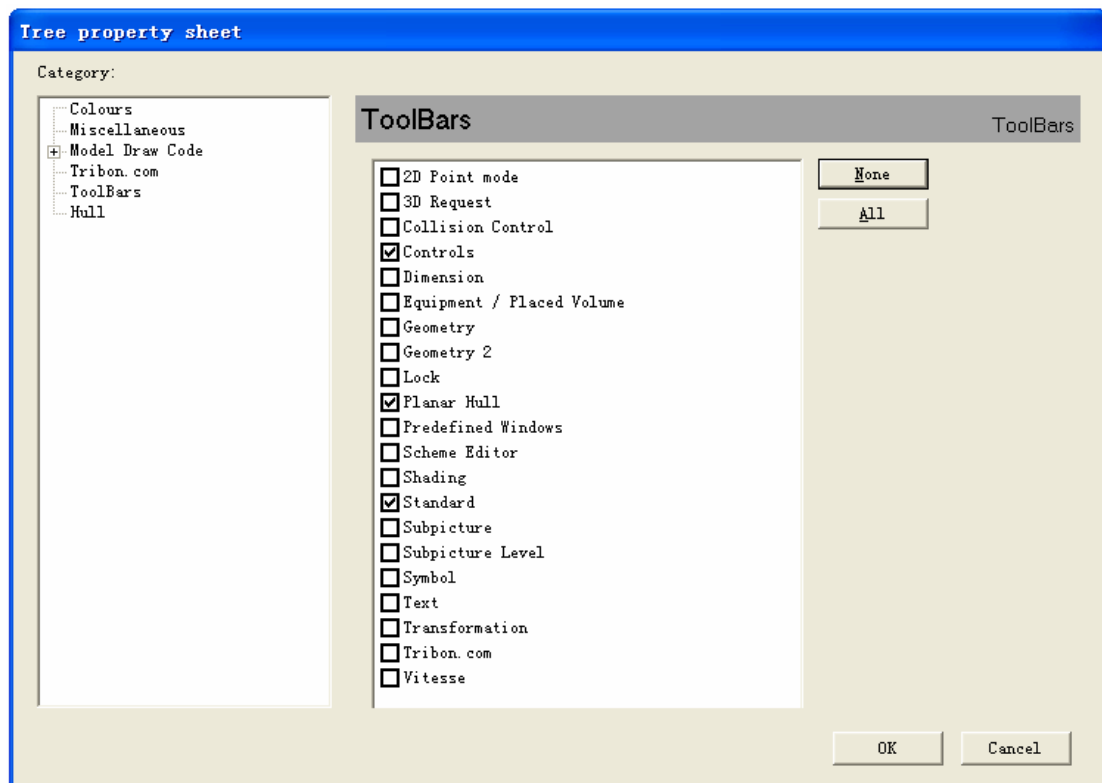 Tree property sheet
Category:
Colours
Miscellaneous
Model Draw Code
Tribon.com
ToolBars
Hull
ToolBars
ToolBars
2D Point mode
3D Request
Collision Control
Controls
Dimension
Equipment / Placed Volume
Geometry
Geometry 2
Lock
Planar Hull
Predefined Windows
Scheme Editor
Shading
Standard
Subpicture
Subpicture Level
Symbol
Text
Transformation
Tribon.com
Vitesse
None
All
OK
Cancel